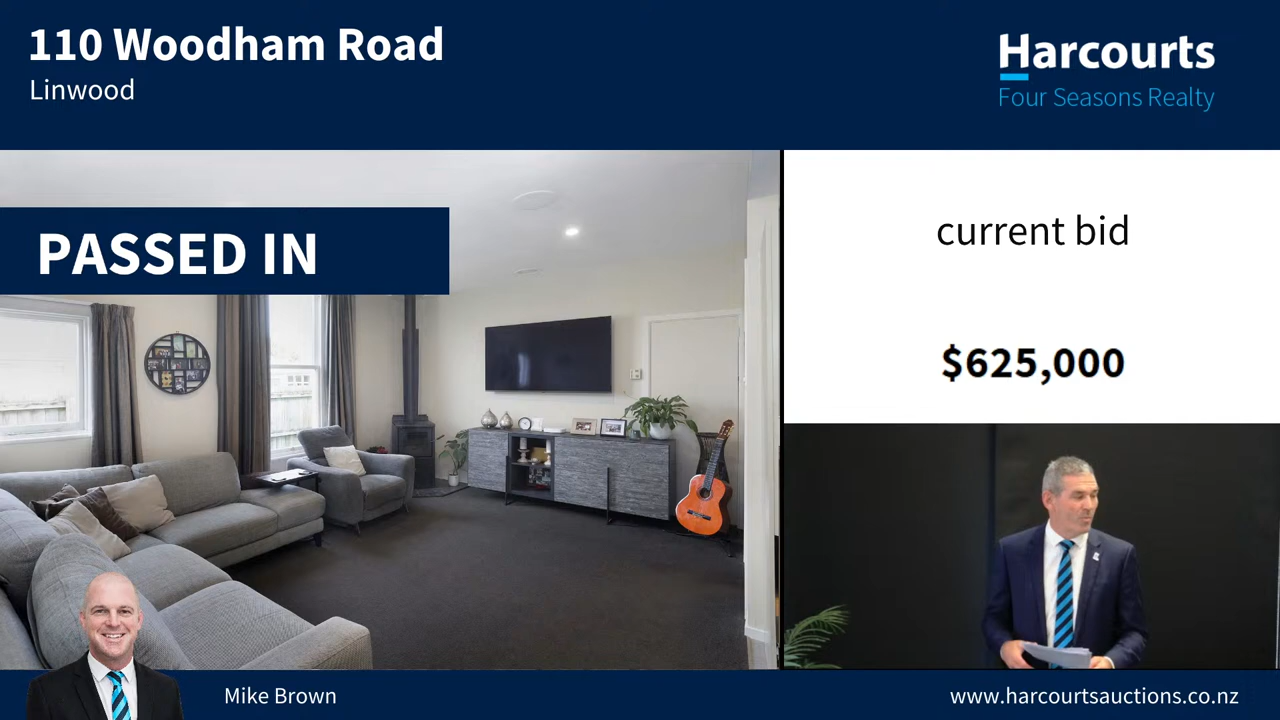 110 Woodham Road
Linwood
Harcourts
Four Seasons Realty
PASSED IN
current bid
$625,000
Mike Brown
www.harcourtsauctions.co.nz